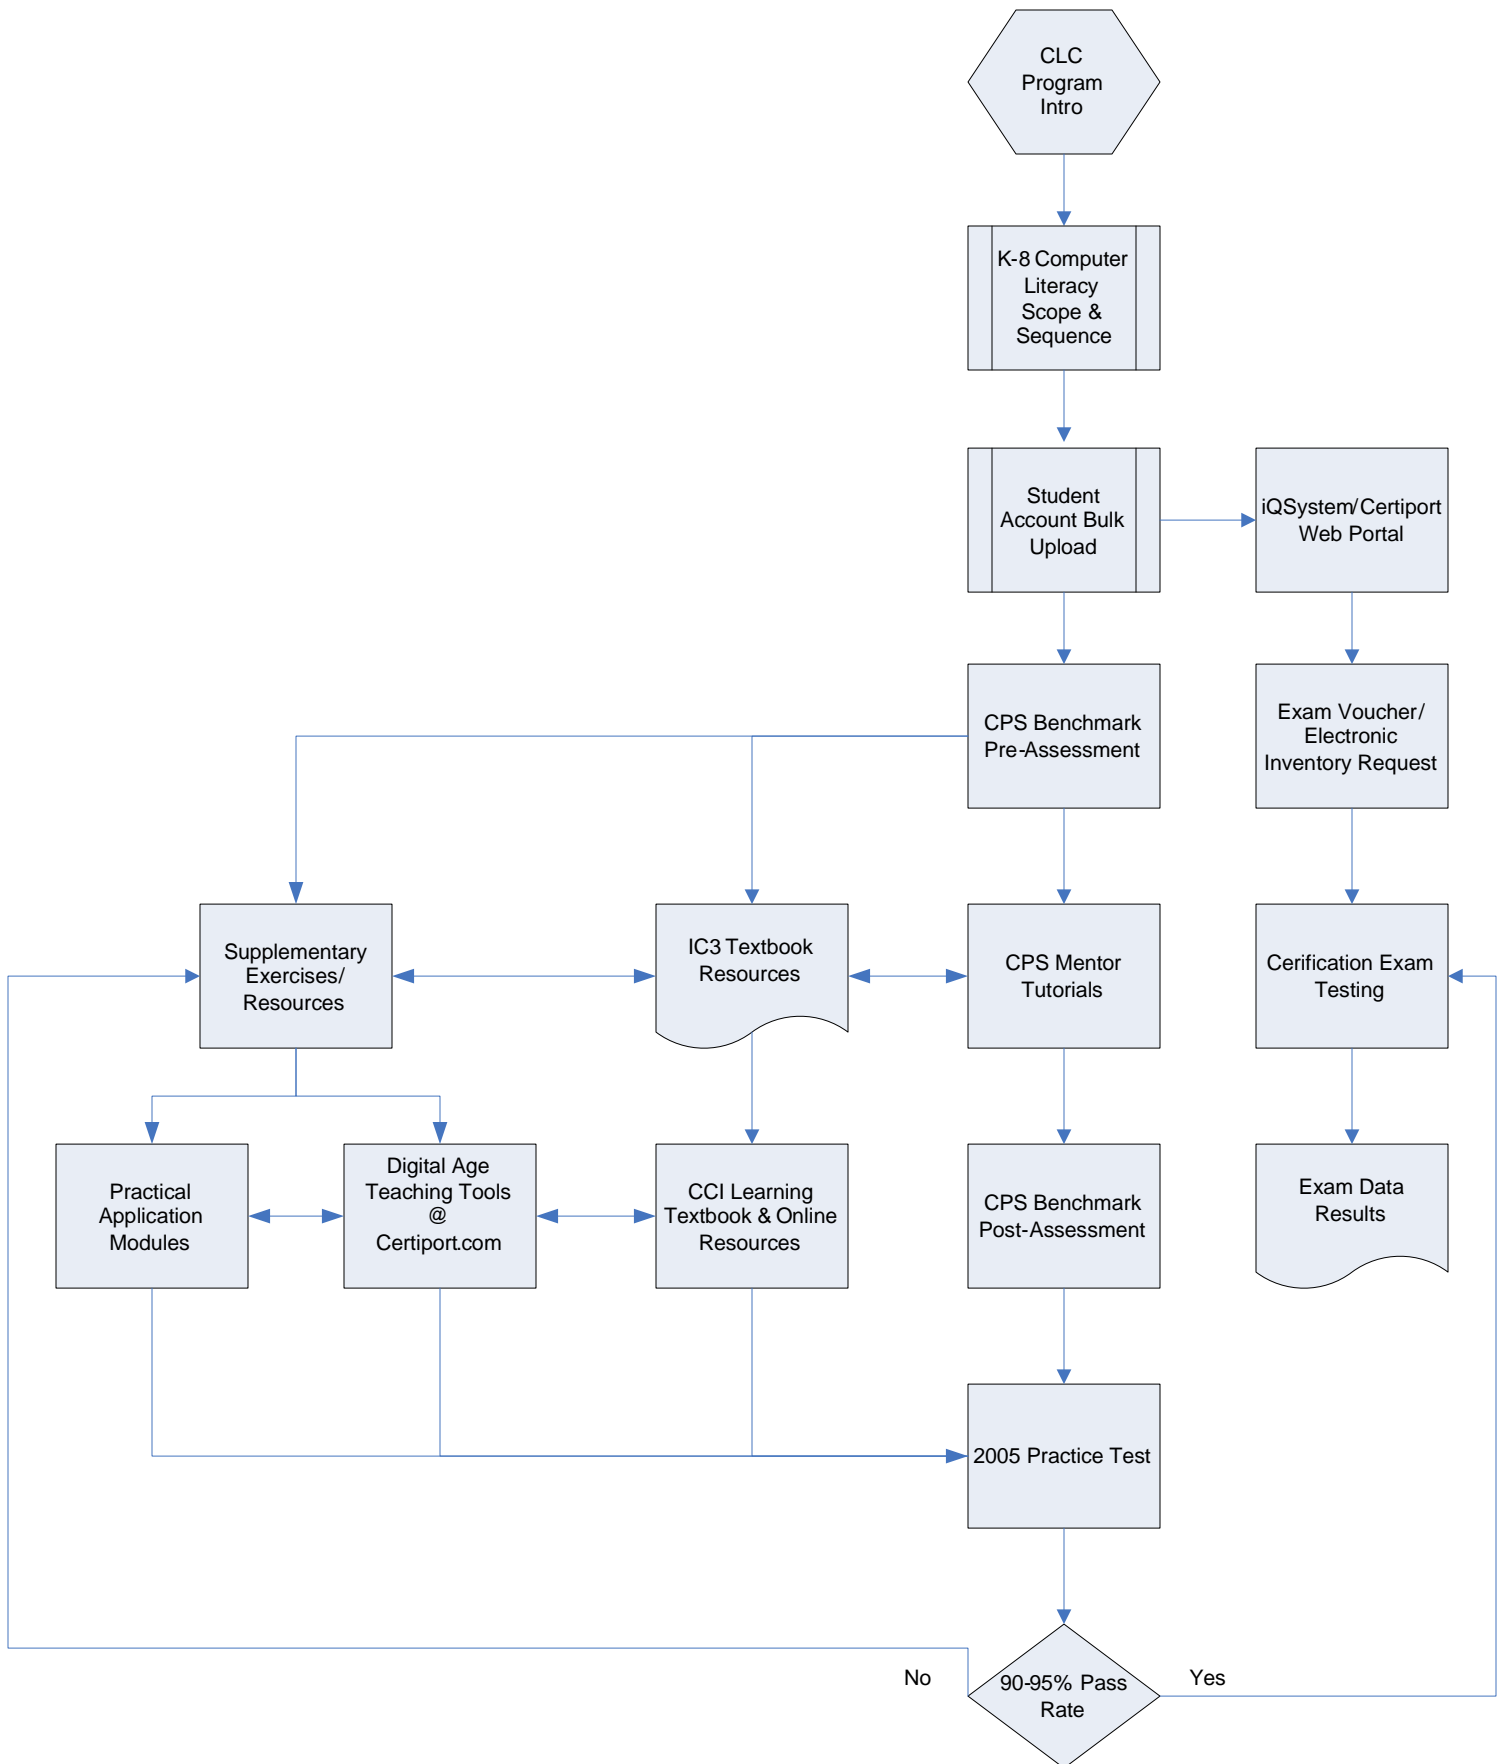 CLC
Program
Intro
K-8 Computer
Literacy
Scope &
Sequence
Student
Account Bulk
Upload
iQSystem/Certiport
Web Portal
CPS Benchmark
Pre-Assessment
Exam Voucher/
Electronic
Inventory Request
Supplementary
Exercises/
Resources
IC3 Textbook
Resources
CPS Mentor
Tutorials
Cerification Exam
Testing
Practical
Application
Modules
Digital Age
Teaching Tools
@
Certiport.com
CCI Learning
Textbook & Online
Resources
CPS Benchmark
Post-Assessment
Exam Data
Results
2005 Practice Test
No
90-95% Pass
Rate
Yes